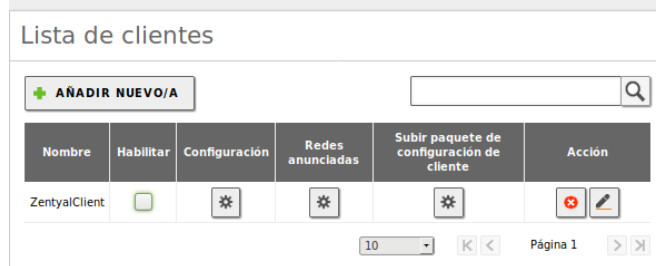 Lista de clientes
AÑADIR NUEVO/A
Nombre Habilitar Configuración Redes anunciadas Subir paquete de configuración de cliente Acción
ZentyalClient
10 Página 1